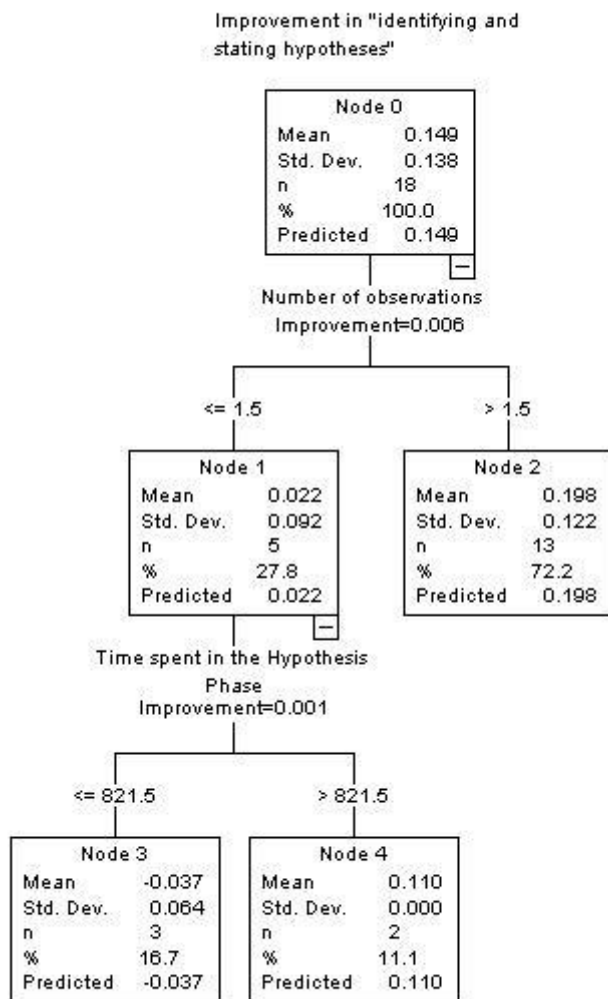 Improvement in "identifying and
stating hypotheses"
Node 0
Mean 0.149
Std. Dev. 0.138
n 18
% 100.0
Predicted 0.149
Number of observations
Improvement=0.006
<= 1.5
> 1.5
Node 1
Mean 0.022
Std. Dev. 0.092
n 5
% 27.8
Predicted 0.022
Node 2
Mean 0.198
Std. Dev. 0.122
n 13
% 72.2
Predicted 0.198
Time spent in the Hypothesis
Phase
Improvement=0.001
<= 821.5
> 821.5
Node 3
Mean -0.037
Std. Dev. 0.064
n 3
% 16.7
Predicted -0.037
Node 4
Mean 0.110
Std. Dev. 0.000
n 2
% 11.1
Predicted 0.110